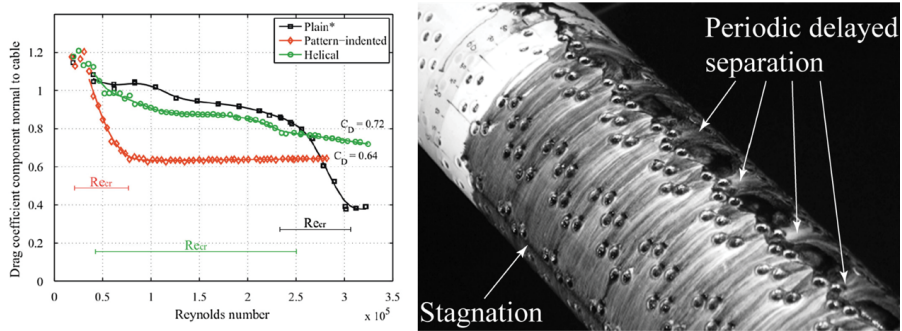 Plain*
Pattern-indented
Helical
1.2
1
0.8
0.6
0.4
0.2
0
Drag coefficient component normal to cable
C_D = 0.72
C_D = 0.64
Re_cr
Re_cr
Re_cr
0
0.5
1
1.5
2
2.5
3
3.5
x 10^5
Reynolds number
Periodic delayed
separation
Stagnation